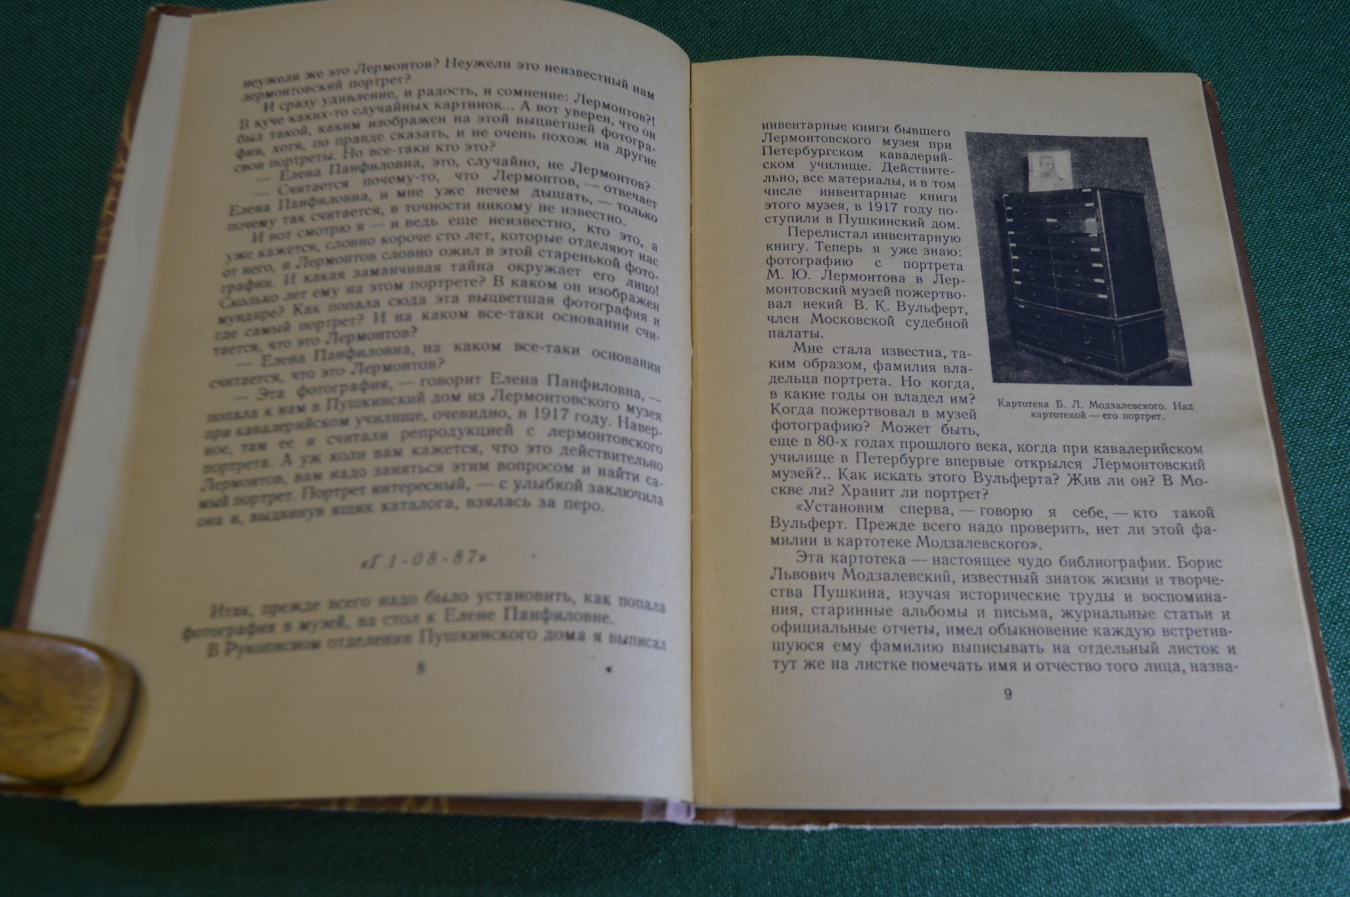 неужели же это Лермонтов? Неужели это неизвестный нам
лермонтовский портрет?
И сразу удивление, и радость, и сомнение: Лермонтов?!
В куче каких-то случайных картинок... А вот уверен, что он
был такой, каким изображен на этой выцветшей фотогра-
фии, хотя, по правде сказать, и не очень похож на другие
свои портреты. Но все-таки кто это?
— Елена Панфиловна, это, случайно, не Лермонтов?
— Считается почему-то, что Лермонтов, — отвечает
Елена Панфиловна, и мне уже нечем дышать, — только
почему так считается, в точности никому не известно.
И вот смотрю я — и ведь еще неизвестно, кто это, а
уже кажется, словно короче сто лет, которые отделяют нас
от него, и Лермонтов словно ожил в этой старенькой фото-
графии. И какая заманчивая тайна окружает его лицо!
Сколько лет ему на этом портрете? В каком он изображен
мундире? Как попала сюда эта выцветшая фотография и
где самый портрет? И на каком все-таки основании счи-
тается, что это Лермонтов?
— Елена Панфиловна, на каком все-таки основании
считается, что это Лермонтов?
— Эта фотография, — говорит Елена Панфиловна, —
попала к нам в Пушкинский дом из Лермонтовского музея
при кавалерийском училище, очевидно, в 1917 году. Навер-
ное, там ее и считали репродукцией с лермонтовского
портрета. А уж коли вам кажется, что это действительно
Лермонтов, вам надо заняться этим вопросом и найти са-
мый портрет. Портрет интересный, — с улыбкой заключила
она и, выдвинув ящик каталога, взялась за перо.
«Г1-08-87»
Итак, прежде всего надо было установить, как попала
фотография в музей, на стол к Елене Панфиловне.
В Рукописном отделении Пушкинского дома я выписал
8
инвентарные книги бывшего
Лермонтовского музея при
Петербургском кавалерий-
ском училище. Действите-
льно, все материалы, и в том
числе инвентарные книги
этого музея, в 1917 году по-
ступили в Пушкинский дом.
Перелистал инвентарную
книгу. Теперь я уже знаю:
фотографию с портрета
М. Ю. Лермонтова в Лер-
монтовский музей пожертво-
вал некий В. К. Вульферт,
член Московской судебной
палаты.
Мне стала известна, та-
ким образом, фамилия вла-
дельца портрета. Но когда,
в какие годы он владел им?
Когда пожертвовал в музей
фотографию? Может быть,
Картотека Б. Л. Модзалевского. Над
картотекой — его портрет.
еще в 80-х годах прошлого века, когда при кавалерийском
училище в Петербурге впервые открылся Лермонтовский
музей?.. Как искать этого Вульферта? Жив ли он? В Мо-
скве ли? Хранит ли портрет?
«Установим сперва, — говорю я себе, — кто такой
Вульферт. Прежде всего надо проверить, нет ли этой фа-
милии в картотеке Модзалевского».
Эта картотека — настоящее чудо библиографии. Борис
Львович Модзалевский, известный знаток жизни и творче-
ства Пушкина, изучая исторические труды и воспомина-
ния, старинные альбомы и письма, журнальные статьи и
официальные отчеты, имел обыкновение каждую встретив-
шуюся ему фамилию выписывать на отдельный листок и
тут же на листке помечать имя и отчество того лица, назва-
9